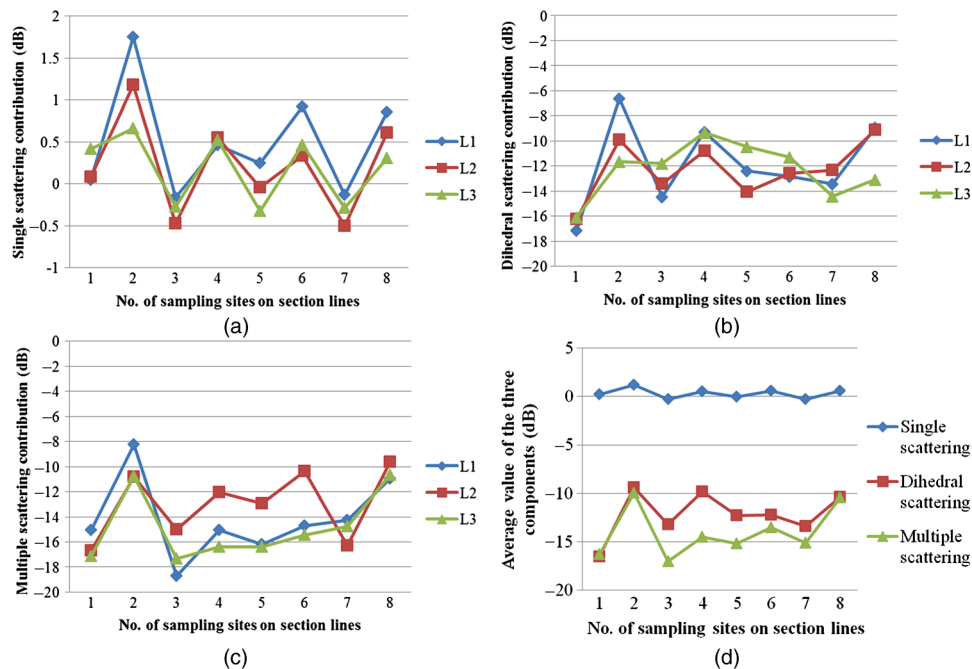 Single scattering contribution (dB)
2
1.5
1
0.5
0
−0.5
−1
1 2 3 4 5 6 7 8
No. of sampling sites on section lines
L1
L2
L3
(a)
Dihedral scattering contribution (dB)
0
−2
−4
−6
−8
−10
−12
−14
−16
−18
−20
1 2 3 4 5 6 7 8
No. of sampling sites on section lines
L1
L2
L3
(b)
Multiple scattering contribution (dB)
0
−2
−4
−6
−8
−10
−12
−14
−16
−18
−20
1 2 3 4 5 6 7 8
No. of sampling sites on section lines
L1
L2
L3
(c)
Average value of the three
components (dB)
5
0
−5
−10
−15
−20
1 2 3 4 5 6 7 8
No. of sampling sites on section lines
Single
scattering
Dihedral
scattering
Multiple
scattering
(d)